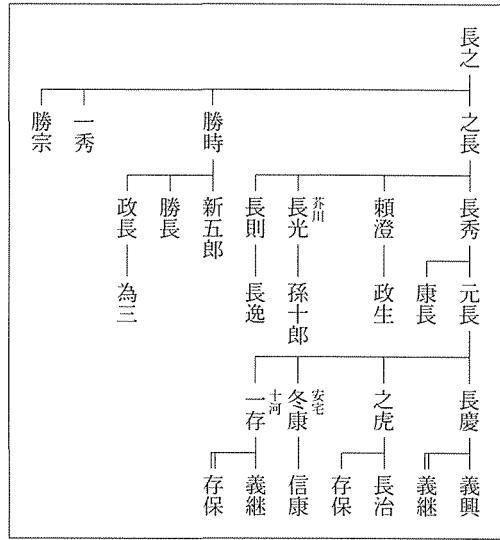 長之
之長
勝時
一秀
勝宗
長秀
頼澄
芥川
長光
長則
新五郎
勝長
政長
元長
康長
政生
孫十郎
長逸
為三
長慶
之虎
安宅
冬康
十河
一存
義興
義継
長治
存保
信康
義継
存保